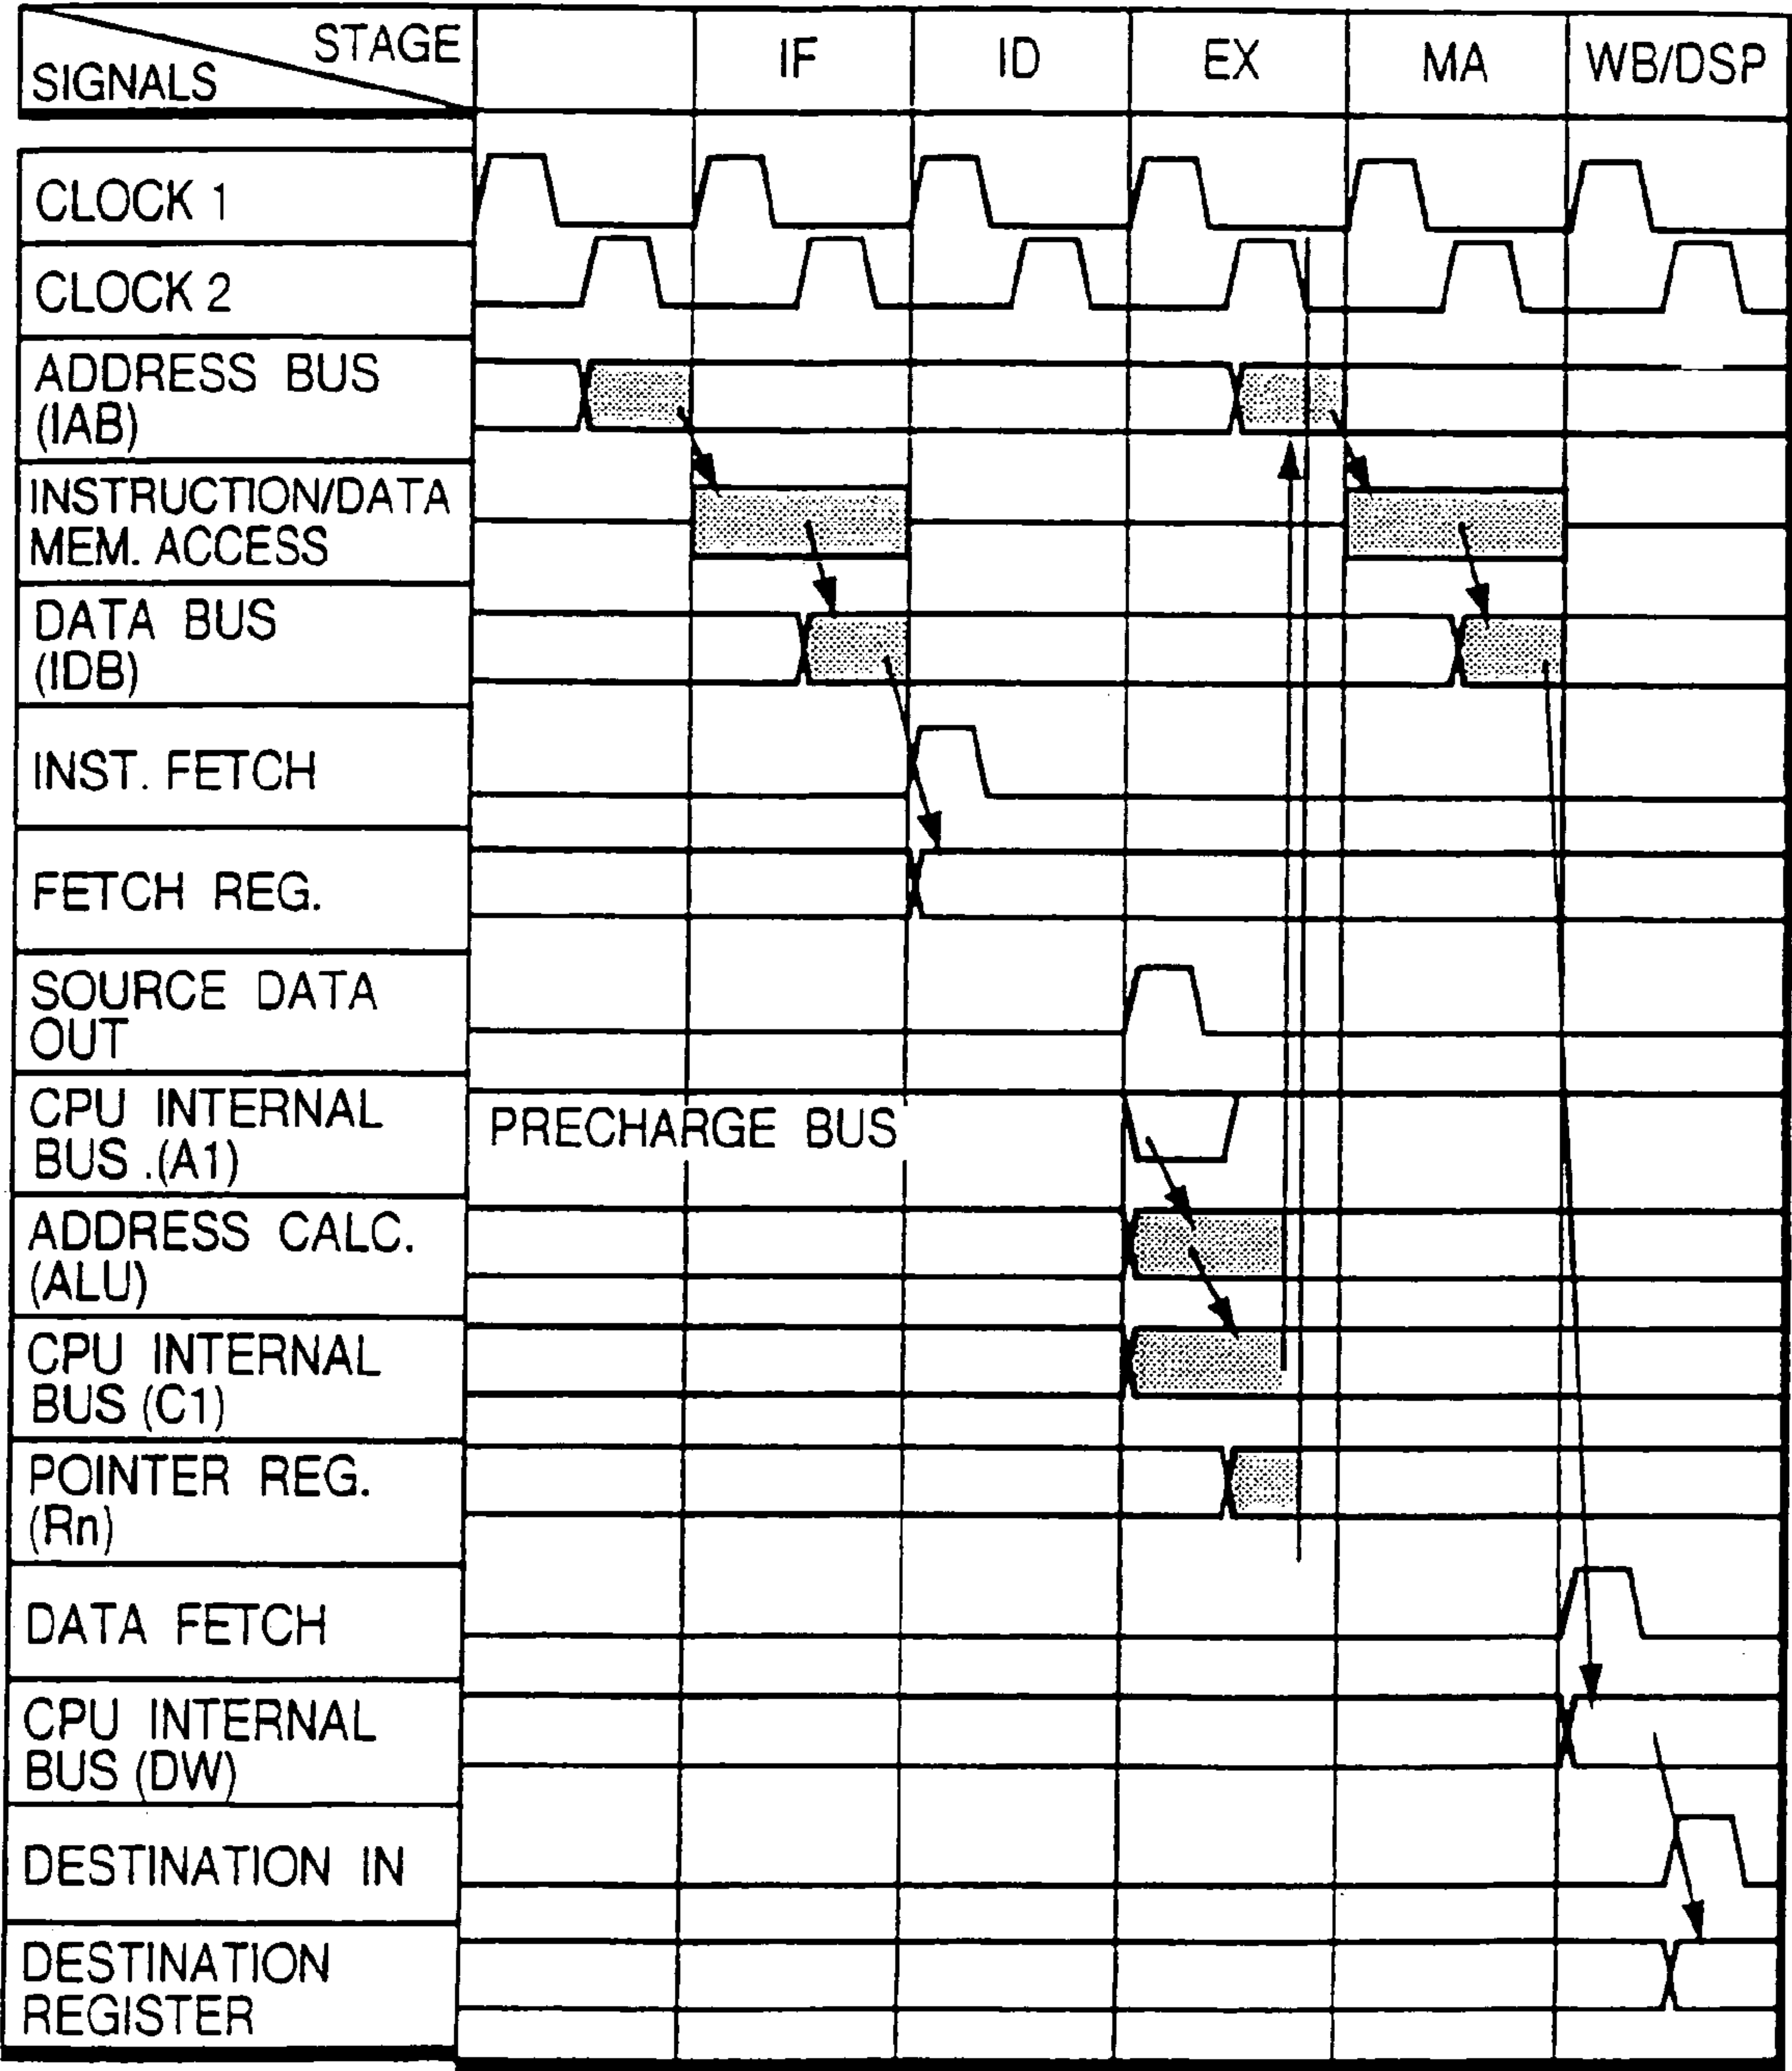 STAGE
SIGNALS
IF
ID
EX
MA
WB/DSP
CLOCK 1
CLOCK 2
ADDRESS BUS
(IAB)
INSTRUCTION/DATA
MEM. ACCESS
DATA BUS
(IDB)
INST. FETCH
FETCH REG.
SOURCE DATA
OUT
CPU INTERNAL
BUS .(A1)
PRECHARGE BUS
ADDRESS CALC.
(ALU)
CPU INTERNAL
BUS (C1)
POINTER REG.
(Rn)
DATA FETCH
CPU INTERNAL
BUS (DW)
DESTINATION IN
DESTINATION
REGISTER